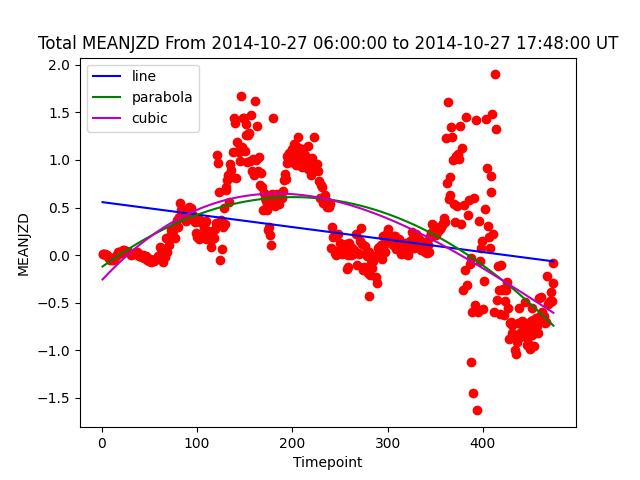 Total MEANJZD From 2014-10-27 06:00:00 to 2014-10-27 17:48:00 UT
line
parabola
cubic
2.0
1.5
1.0
0.5
0.0
−0.5
−1.0
−1.5
MEANJZD
0 100 200 300 400
Timepoint